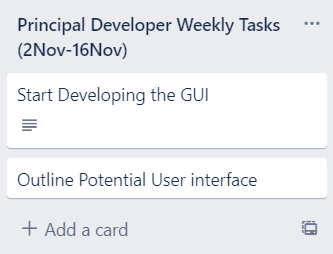 Principal Developer Weekly Tasks
(2Nov-16Nov)
Start Developing the GUI
Outline Potential User interface
+ Add a card